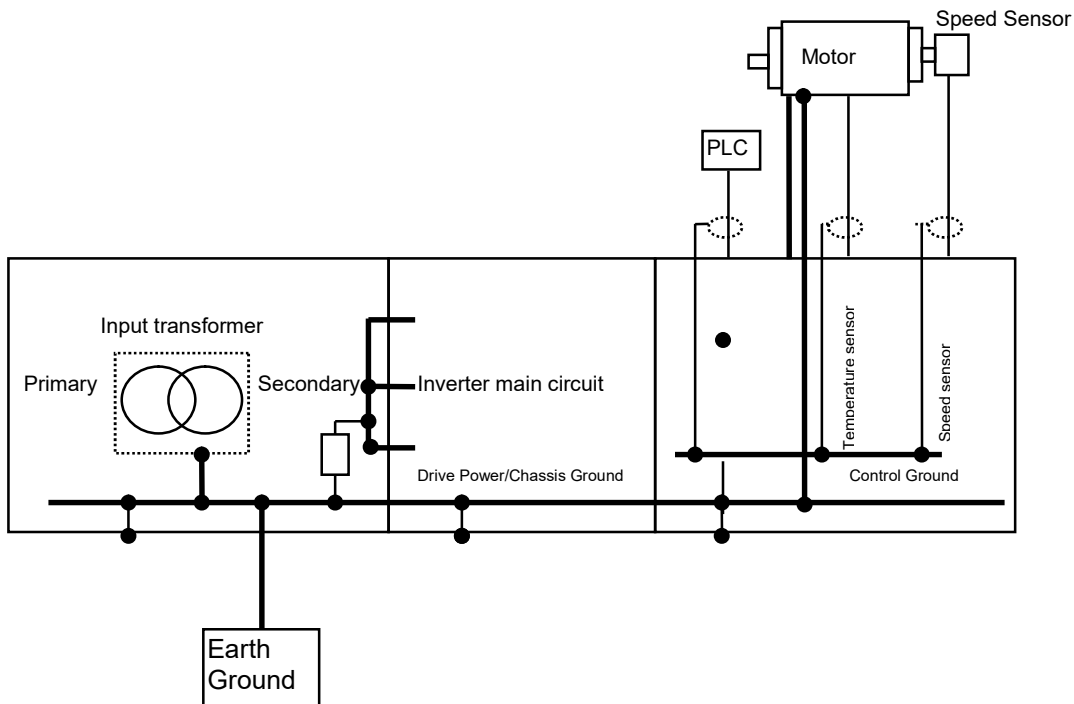 Speed Sensor
Motor
PLC
Input transformer
Primary
Secondary
Inverter main circuit
Temperature sensor
Speed sensor
Drive Power/Chassis Ground
Control Ground
Earth
Ground